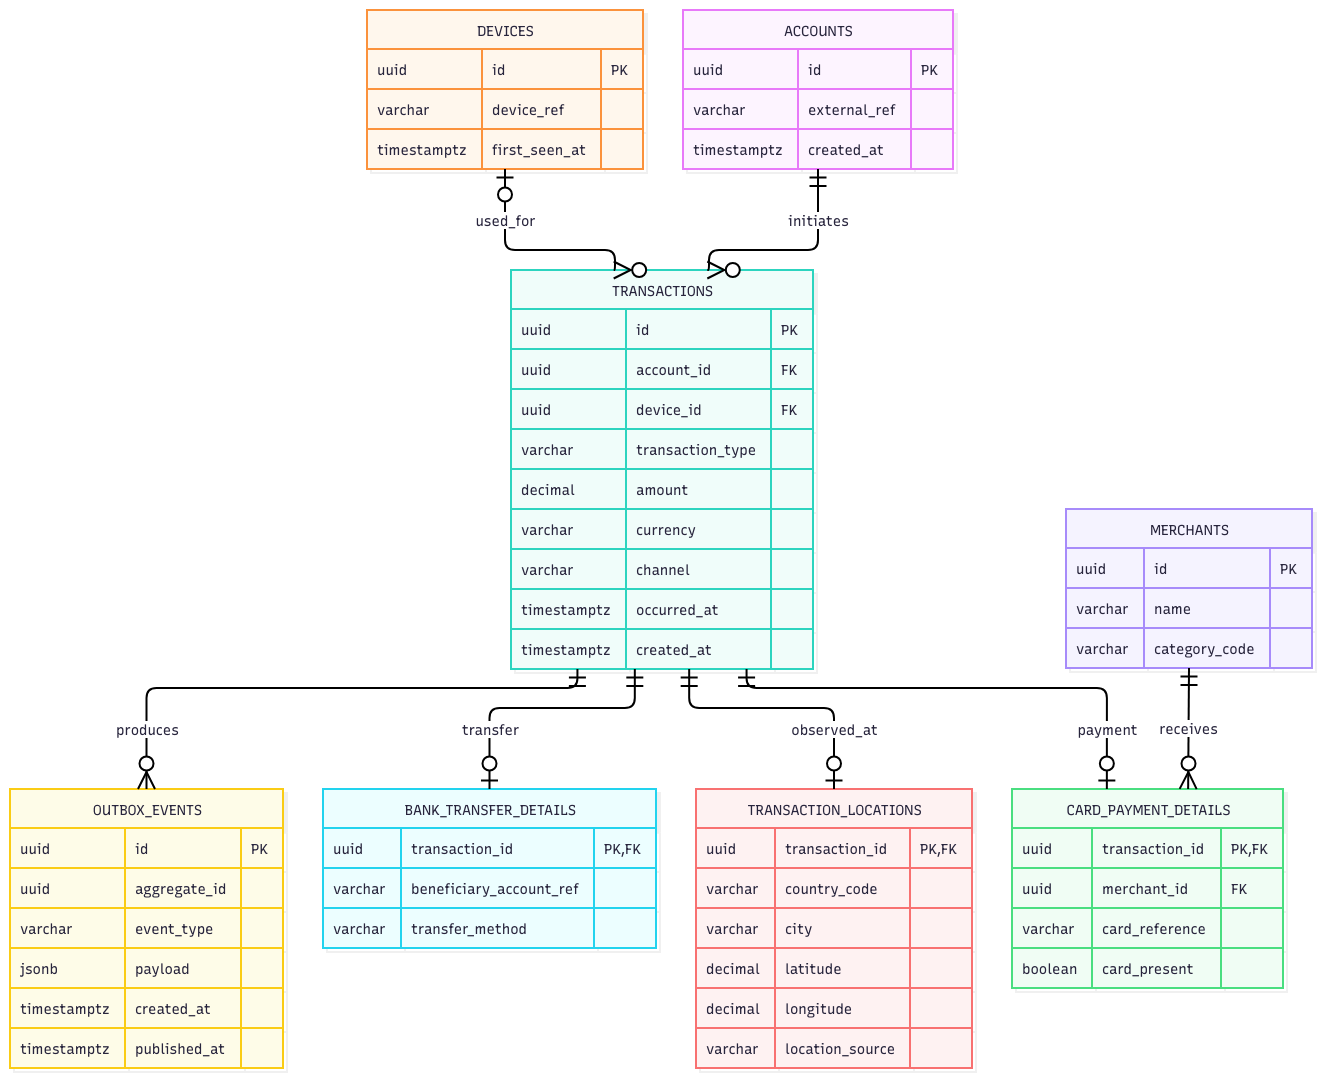 DEVICES
uuid id PK
varchar device_ref
timestamptz first_seen_at
ACCOUNTS
uuid id PK
varchar external_ref
timestamptz created_at
used_for
initiates
TRANSACTIONS
uuid id PK
uuid account_id FK
uuid device_id FK
varchar transaction_type
decimal amount
varchar currency
varchar channel
timestamptz occurred_at
timestamptz created_at
MERCHANTS
uuid id PK
varchar name
varchar category_code
produces
transfer
observed_at
payment
receives
OUTBOX_EVENTS
uuid id PK
uuid aggregate_id
varchar event_type
jsonb payload
timestamptz created_at
timestamptz published_at
BANK_TRANSFER_DETAILS
uuid transaction_id PK,FK
varchar beneficiary_account_ref
varchar transfer_method
TRANSACTION_LOCATIONS
uuid transaction_id PK,FK
varchar country_code
varchar city
decimal latitude
decimal longitude
varchar location_source
CARD_PAYMENT_DETAILS
uuid transaction_id PK,FK
uuid merchant_id FK
varchar card_reference
boolean card_present